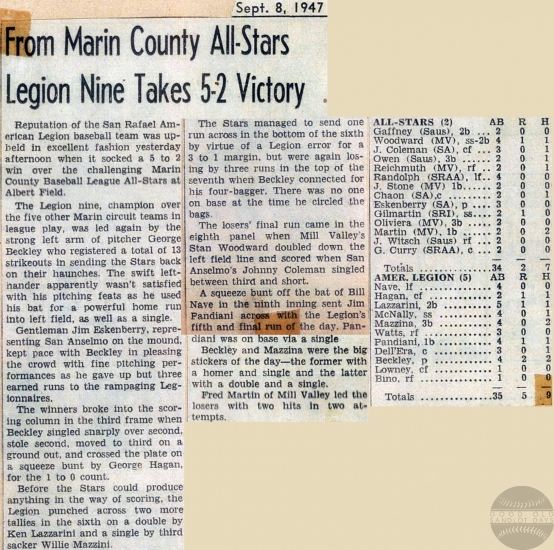 Sept. 8, 1947
From Marin County All-Stars
Legion Nine Takes 5-2 Victory
Reputation of the San Rafael Am-
erican Legion baseball team was up-
held in excellent fashion yesterday
afternoon when it socked a 5 to 2
win over the challenging Marin
County Baseball League All-Stars at
Albert Field.
The Legion nine, champion over
the five other Marin circuit teams in
league play, was led again by the
strong left arm of pitcher George
Beckley who registered a total of 13
strikeouts in sending the Stars back
on their haunches. The swift left-
hander apparently wasn't satisfied
with his pitching feats as he used
his bat for a powerful home run
into left field, as well as a single.
Gentleman Jim Eskenberry, repre-
senting San Anselmo on the mound,
kept pace with Beckley in pleasing
the crowd with fine pitching perfor-
mances as he gave up but three
earned runs to the rampaging Leg-
ionnaires.
The winners broke into the scor-
ing column in the third frame when
Beckley singled sharply over second,
stole second, moved to third on a
ground out, and crossed the plate on
a squeeze bunt by George Hagan,
for the 1 to 0 count.
Before the Stars could produce
anything in the way of scoring, the
Legion punched across two more
tallies in the sixth on a double by
Ken Lazzarini and a single by third
sacker Willie Mazzini.
The Stars managed to send one
run across in the bottom of the sixth
by virtue of a Legion error for a
3 to 1 margin, but were again los-
ing by three runs in the top of the
seventh when Beckley connected for
his four-bagger. There was no one
on base at the time he circled the
bags.
The losers' final run came in the
eighth panel when Mill Valley's
Stan Woodward doubled down the
left field line and scored when San
Anselmo's Johnny Coleman singled
between third and short.
A squeeze bunt off the bat of Bill
Nave in the ninth inning sent Jim
Pandiani across with the Legion's
fifth and final run of the day. Pan-
diani was on base via a single
Beckley and Mazzina were the big
stickers of the day—the former with
a homer and single and the latter
with a double and a single.
Fred Martin of Mill Valley led the
losers with two hits in two at-
tempts.
ALL-STARS (2) AB R H
Gaffney (Saus), 2b ... 2 0 0
Woodward (MV), ss-2b 4 1 1
J. Coleman (SA), cf .. 3 0 1
Owen (Saus), 3b ..... 2 0 0
Reichmuth (MV), rf .. 2 0 1
Randolph (SRAA), lf.. 4 0 0
J. Stone (MV) 1b.... 2 0 0
Chaon (SA),c ....... 2 0 1
Eskenberry (SA), p .. 3 0 0
Gilmartin (SRI), ss.... 2 1 1
Oliviera (MV), 3b .... 2 0 0
Martin (MV), 1b ..... 2 0 2
J. Witsch (Saus) rf ... 2 0 0
G. Curry (SRAA), c .. 2 0 0
Totals ............. 34 2 7
AMER. LEGION (5) AB R H
Nave, lf ............. 4 0 0
Hagan, cf ............ 2 1 1
Lazzarini, 2b ......... 5 1 1
McNally, ss .......... 4 0 1
Mazzina, 3b .......... 4 0 2
Watts, rf ............. 3 0 0
Pandiani, 1b .......... 4 1 1
Dell'Era, c ........... 3 0 1
Beckley, p ........... 4 2 2
Lowney, cf ........... 1 0 0
Bino, rf .............. 1 0 0
Totals .............. 35 5 9
GOOD OLD
SANDLOT DAYS